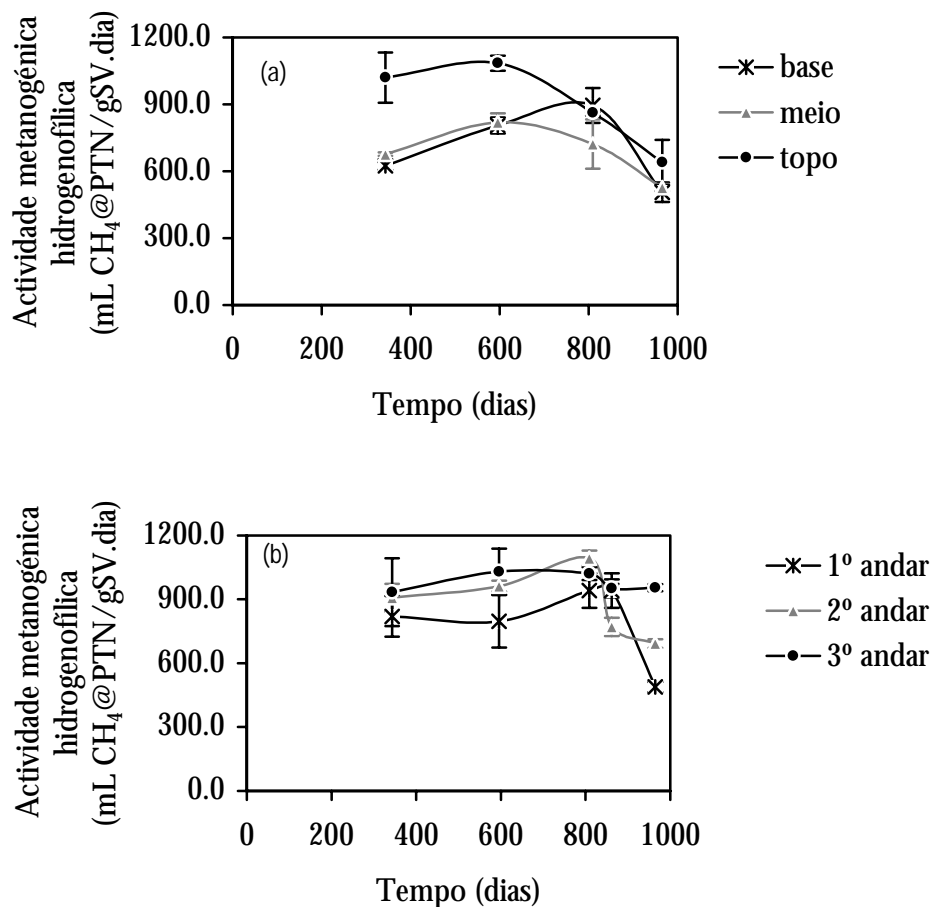 Actividade metanogénica
hidrogenofílica
(mL CH4@PTN/gSV.dia)
1200.0
900.0
600.0
300.0
0.0
(a)
0 200 400 600 800 1000
Tempo (dias)
base
meio
topo
Actividade metanogénica
hidrogenofílica
(mL CH4@PTN/gSV.dia)
1200.0
900.0
600.0
300.0
0.0
(b)
0 200 400 600 800 1000
Tempo (dias)
1º andar
2º andar
3º andar